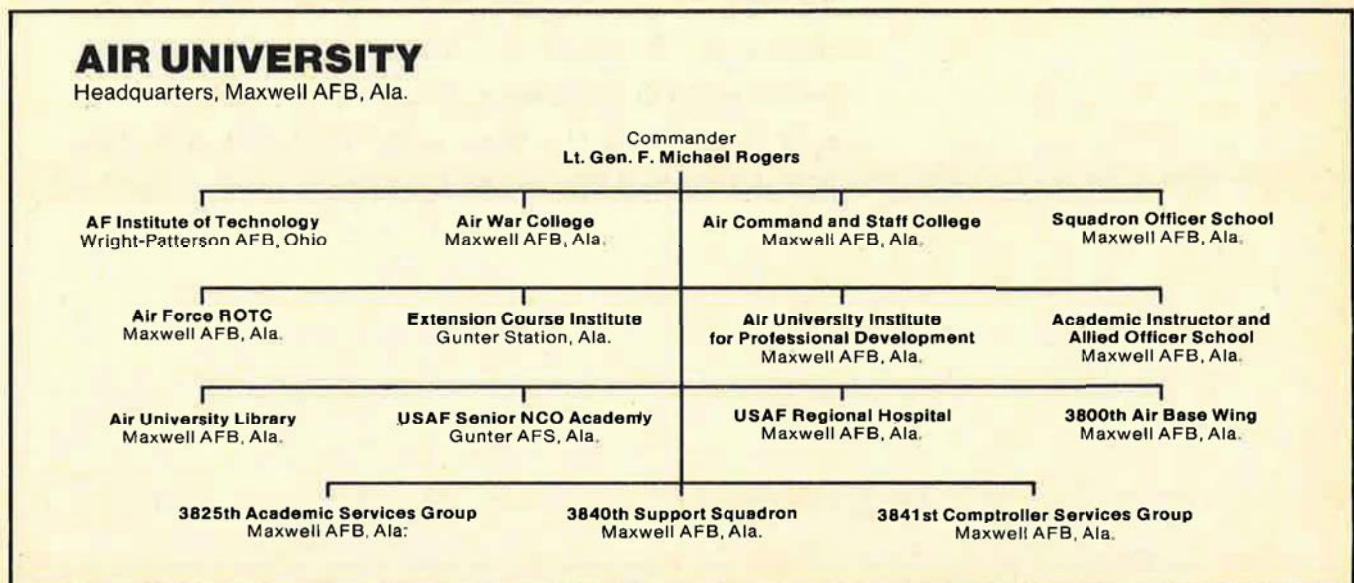 AIR UNIVERSITY
Headquarters, Maxwell AFB, Ala.
Commander
Lt. Gen. F. Michael Rogers
AF Institute of Technology
Wright-Patterson AFB, Ohio
Air War College
Maxwell AFB, Ala.
Air Command and Staff College
Maxwell AFB, Ala.
Squadron Officer School
Maxwell AFB, Ala.
Air Force ROTC
Maxwell AFB, Ala.
Extension Course Institute
Gunter Station, Ala.
Air University Institute
for Professional Development
Maxwell AFB, Ala.
Academic Instructor and
Allied Officer School
Maxwell AFB, Ala.
Air University Library
Maxwell AFB, Ala.
USAF Senior NCO Academy
Gunter AFS, Ala.
USAF Regional Hospital
Maxwell AFB, Ala.
3800th Air Base Wing
Maxwell AFB, Ala.
3825th Academic Services Group
Maxwell AFB, Ala.
3840th Support Squadron
Maxwell AFB, Ala.
3841st Comptroller Services Group
Maxwell AFB, Ala.